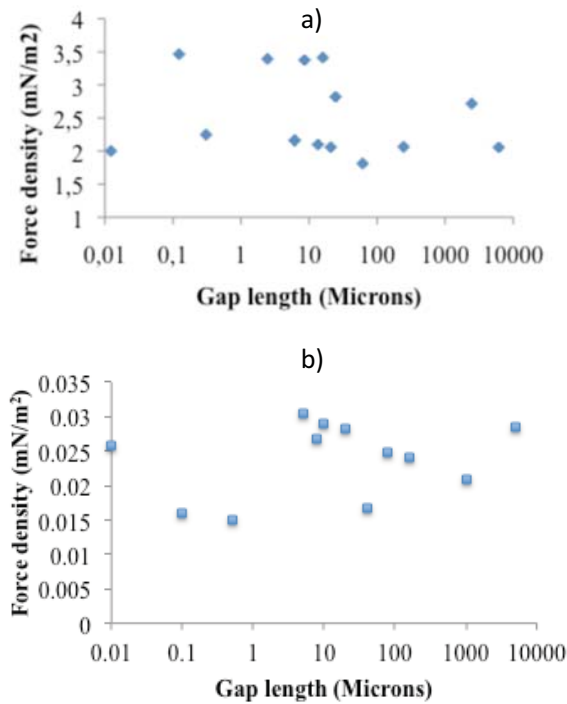 a)
Force density (mN/m2)
4
3,5
3
2,5
2
1,5
1
0,01 0,1 1 10 100 1000 10000
Gap length (Microns)
b)
Force density (mN/m²)
0.035
0.03
0.025
0.02
0.015
0.01
0.005
0
0.01 0.1 1 10 100 1000 10000
Gap length (Microns)